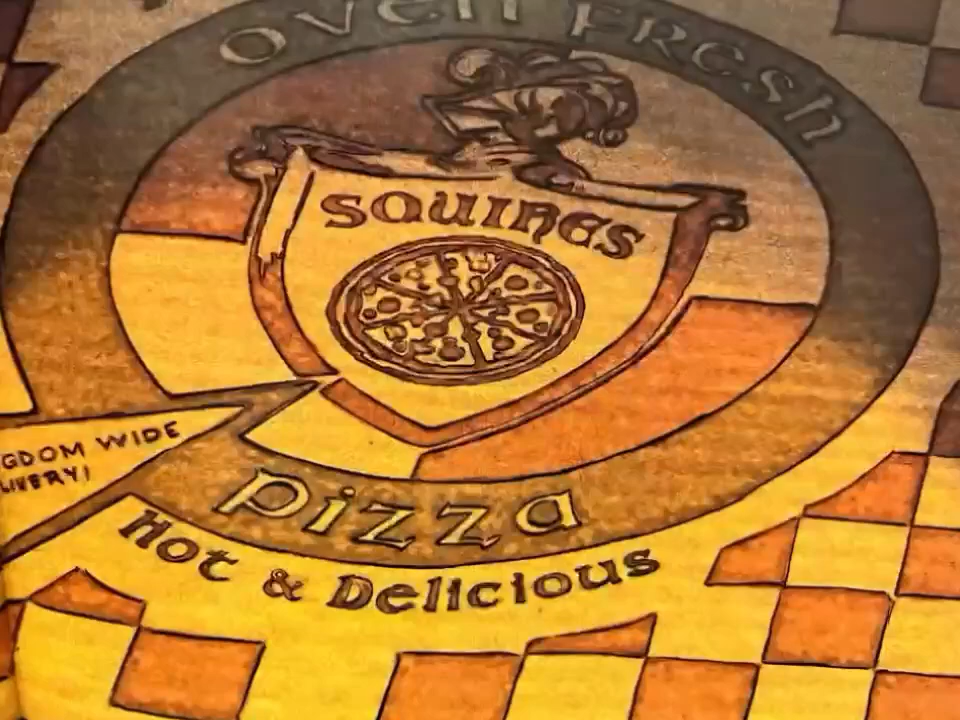 OVEN FRESH
SQUIRES
GDOM WIDE
LIVERY!
Pizza
Hot & Delicious